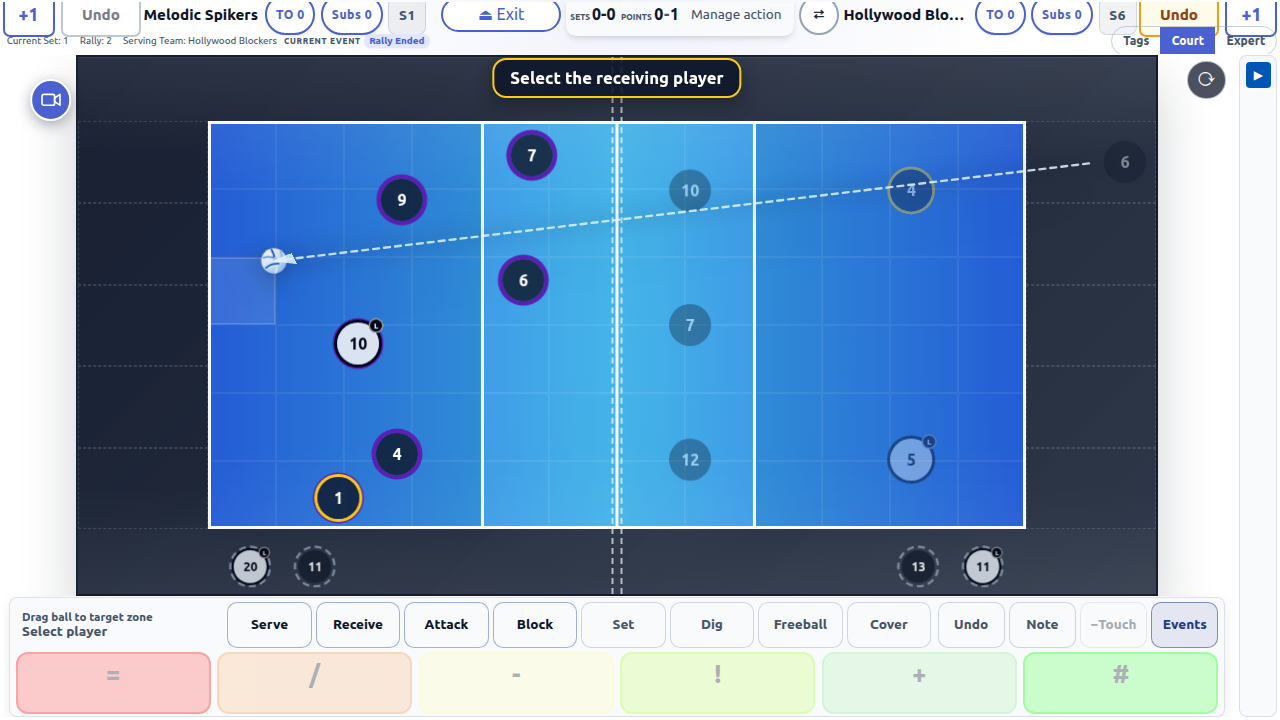 +1 Undo Melodic Spikers TO 0 Subs 0 S1 ⏏ Exit SETS 0-0 POINTS 0-1 Manage action ⇄ Hollywood Blo... TO 0 Subs 0 S6 Undo +1
Current Set: 1 Rally: 2 Serving Team: Hollywood Blockers CURRENT EVENT Rally Ended Tags Court Expert
Select the receiving player
7
9
6
10 L
4
1
10
4
6
7
12
5 L
20 L
11
13
11 L
Drag ball to target zone
Select player
Serve Receive Attack Block Set Dig Freeball Cover Undo Note −Touch Events
= / - ! + #